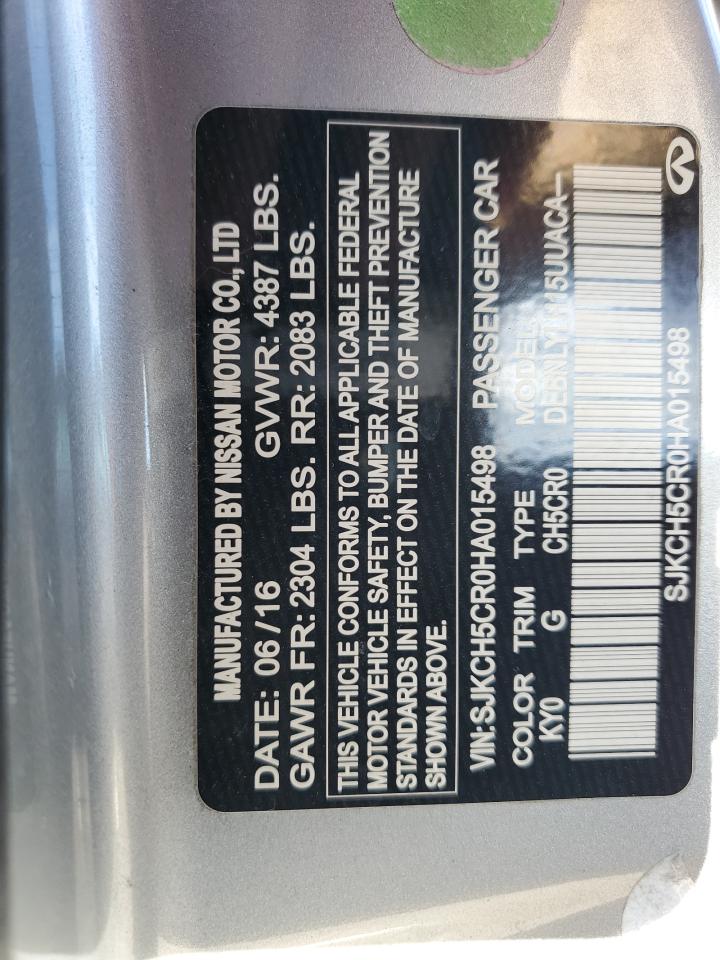 MANUFACTURED BY NISSAN MOTOR CO., LTD
DATE: 06/16 GVWR: 4387 LBS.
GAWR FR: 2304 LBS. RR: 2083 LBS.
THIS VEHICLE CONFORMS TO ALL APPLICABLE FEDERAL
MOTOR VEHICLE SAFETY, BUMPER AND THEFT PREVENTION
STANDARDS IN EFFECT ON THE DATE OF MANUFACTURE
SHOWN ABOVE.
VIN: SJKCH5CR0HA015498 PASSENGER CAR
COLOR TRIM TYPE MODEL
KY0 G CH5CR0
SJKCH5CR0HA015498